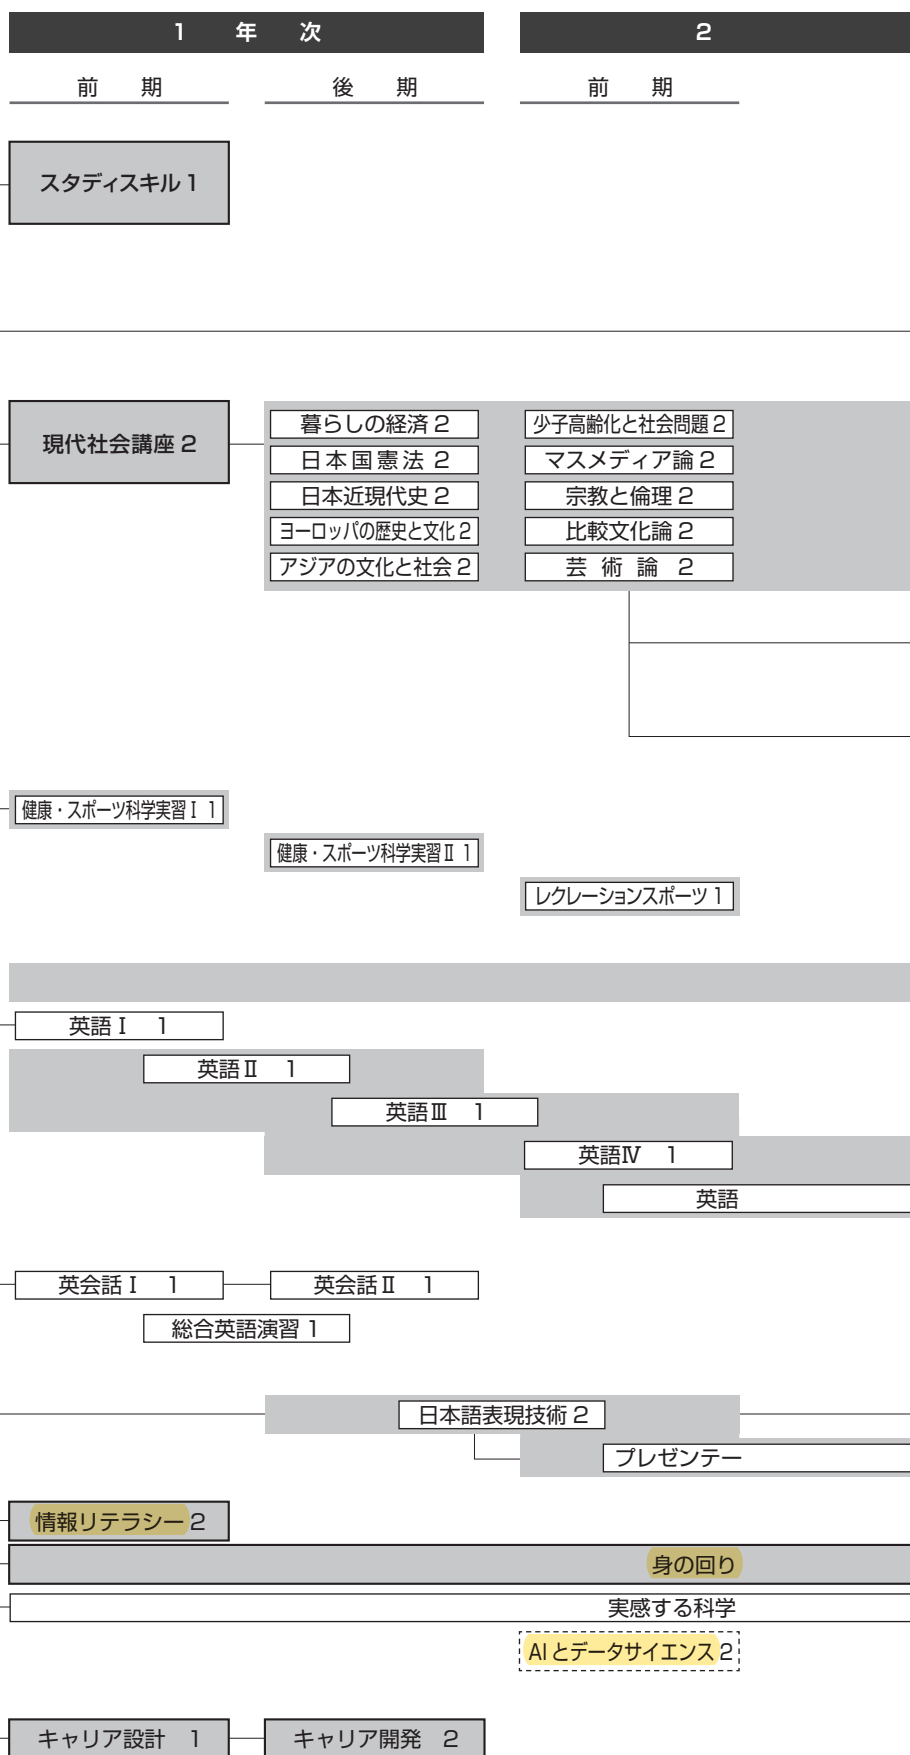 1 年 次
2
前 期
後 期
前 期
スタディスキル 1
現代社会講座 2
暮らしの経済 2
少子高齢化と社会問題 2
日本国憲法 2
マスメディア論 2
日本近現代史 2
宗教と倫理 2
ヨーロッパの歴史と文化 2
比較文化論 2
アジアの文化と社会 2
芸術論 2
健康・スポーツ科学実習Ⅰ 1
健康・スポーツ科学実習Ⅱ 1
レクレーションスポーツ 1
英語Ⅰ 1
英語Ⅱ 1
英語Ⅲ 1
英語Ⅳ 1
英語
英会話Ⅰ 1
英会話Ⅱ 1
総合英語演習 1
日本語表現技術 2
プレゼンテー
情報リテラシー 2
身の回り
実感する科学
AIとデータサイエンス 2
キャリア設計 1
キャリア開発 2